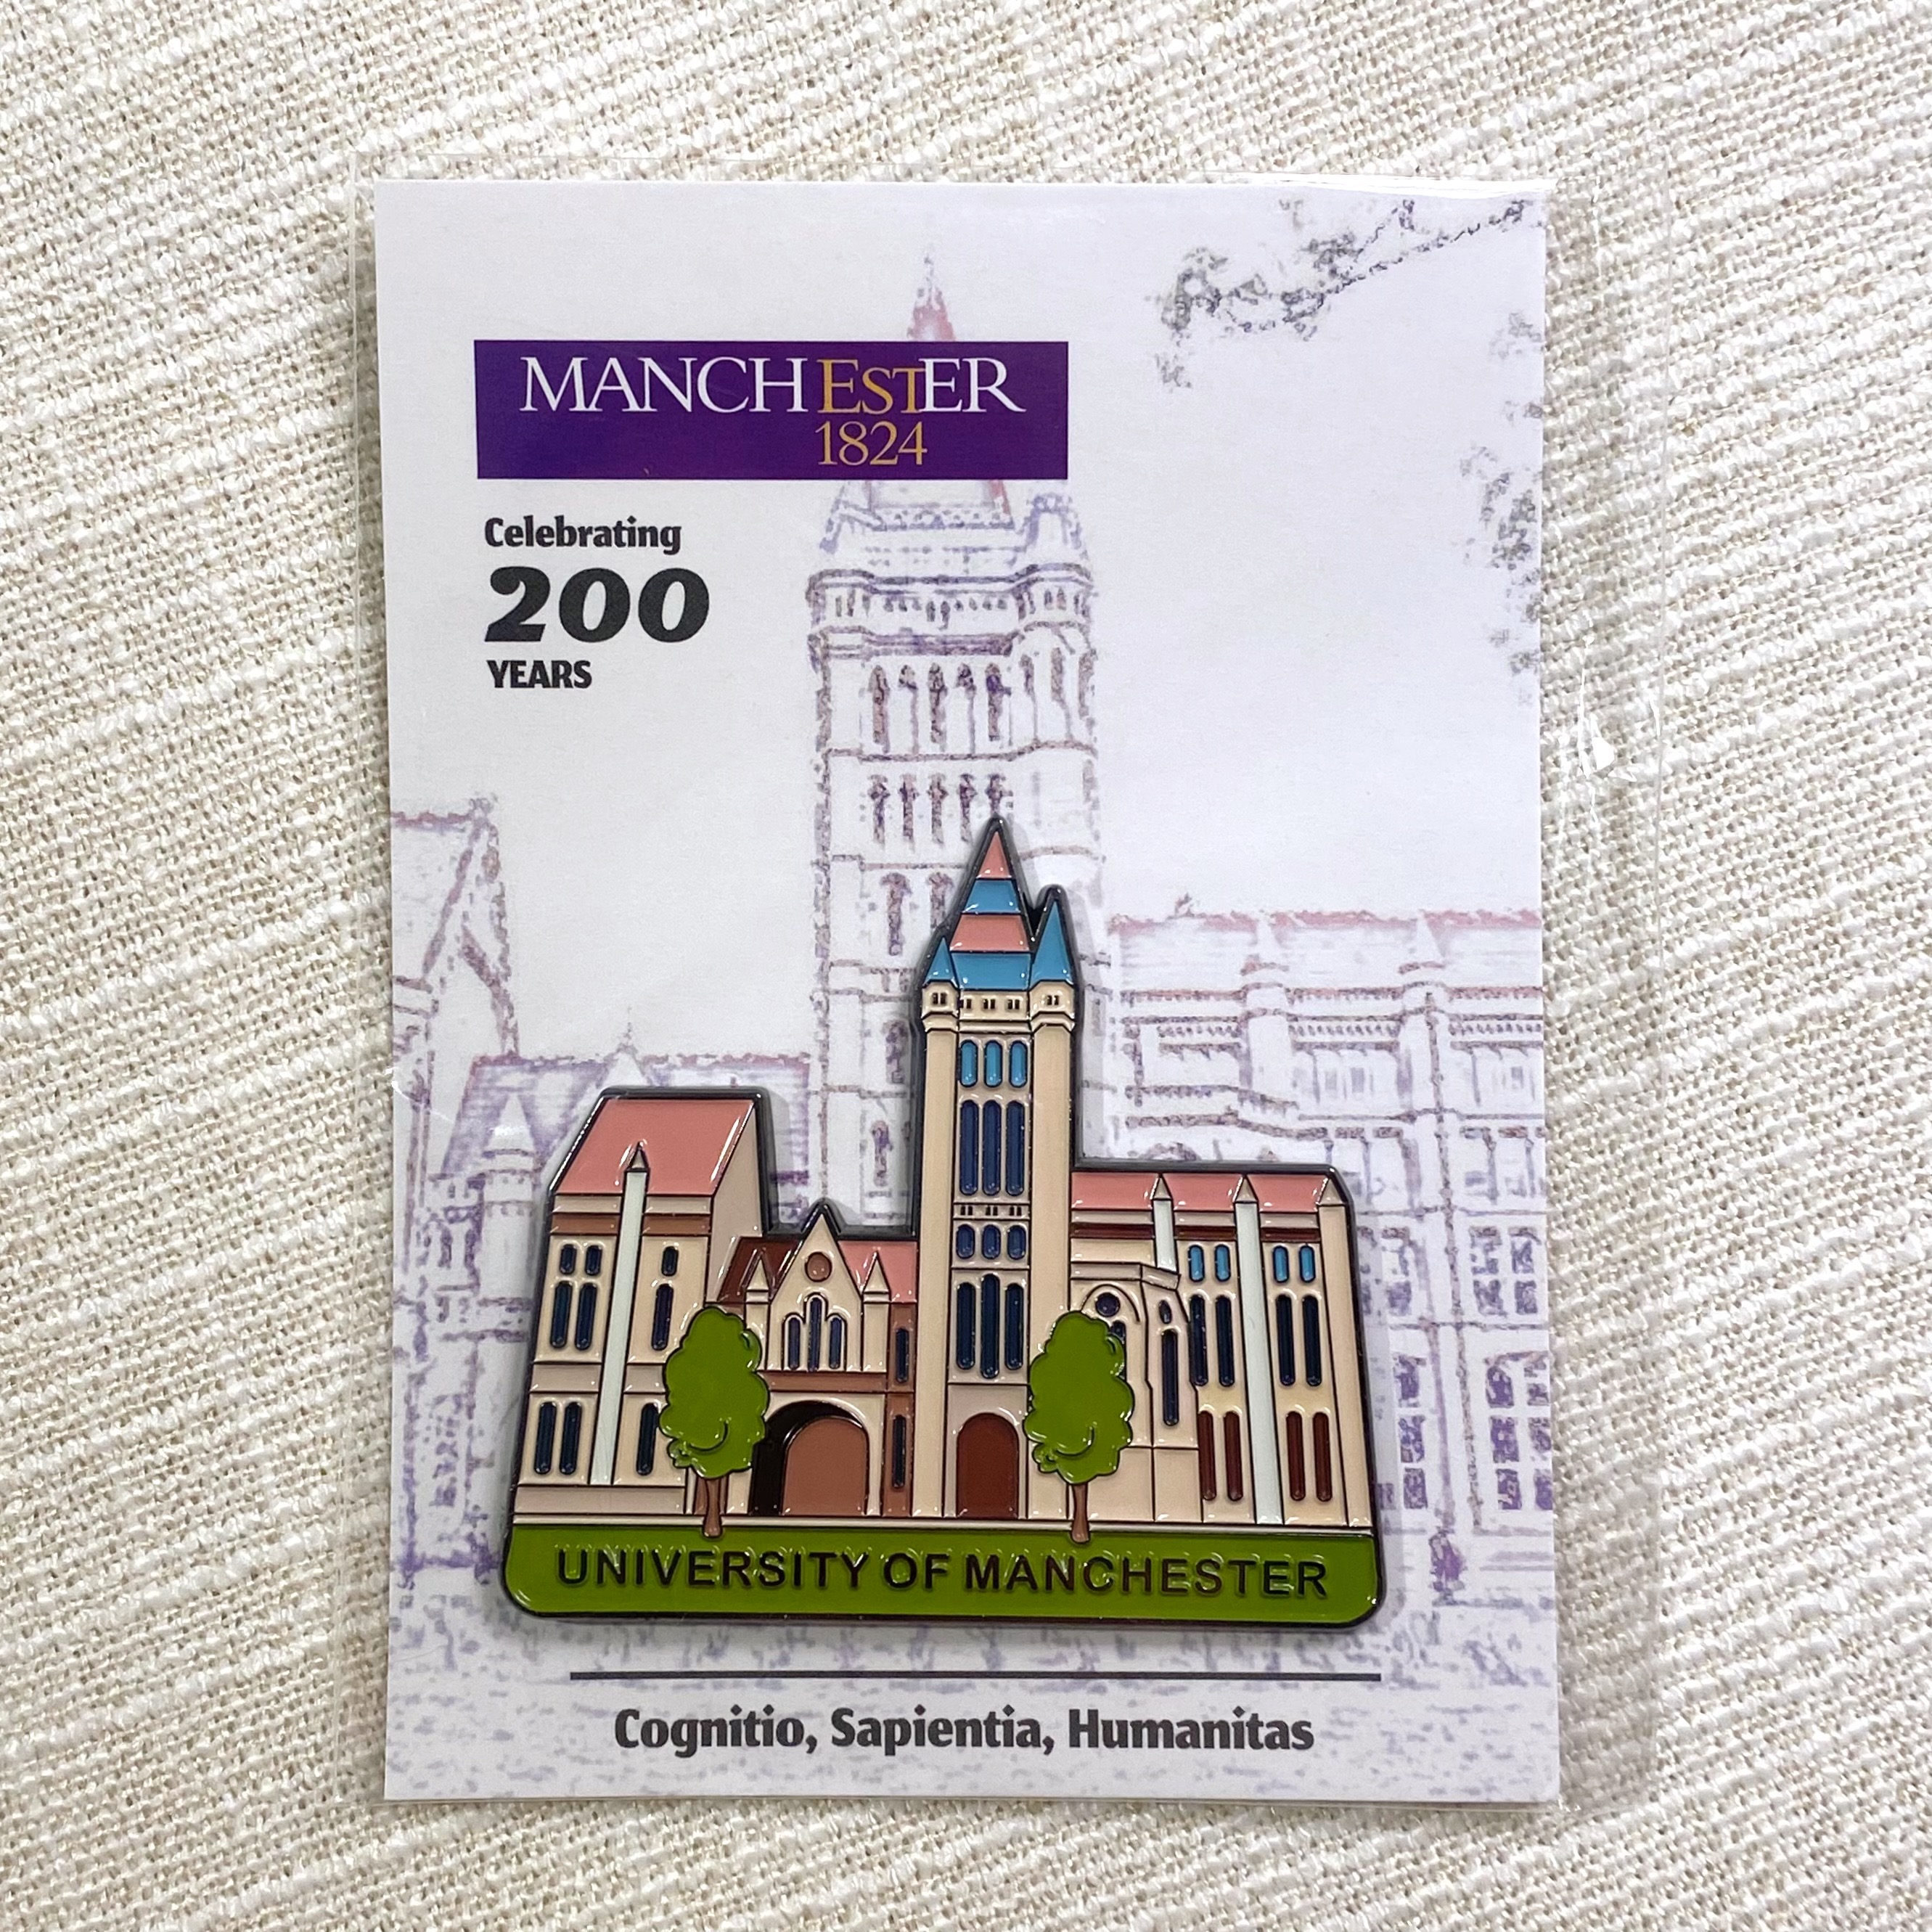 MANCHESTER
1824
Celebrating
200
YEARS
UNIVERSITY OF MANCHESTER
Cognitio, Sapientia, Humanitas